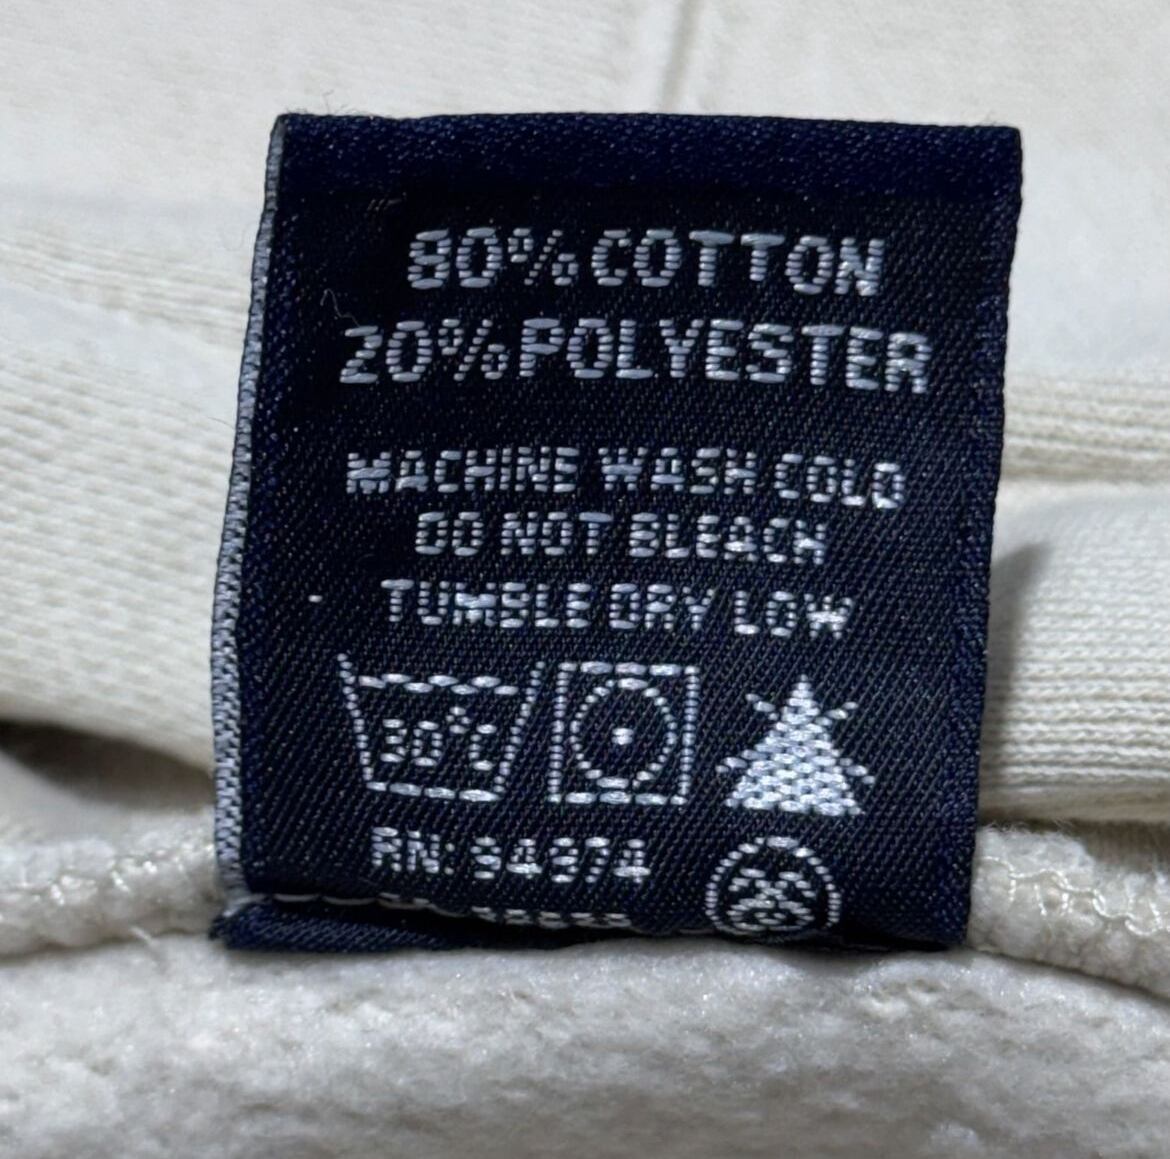 80% COTTON
20% POLYESTER
MACHINE WASH COLD
DO NOT BLEACH
TUMBLE DRY LOW
30°C
RN: 94974